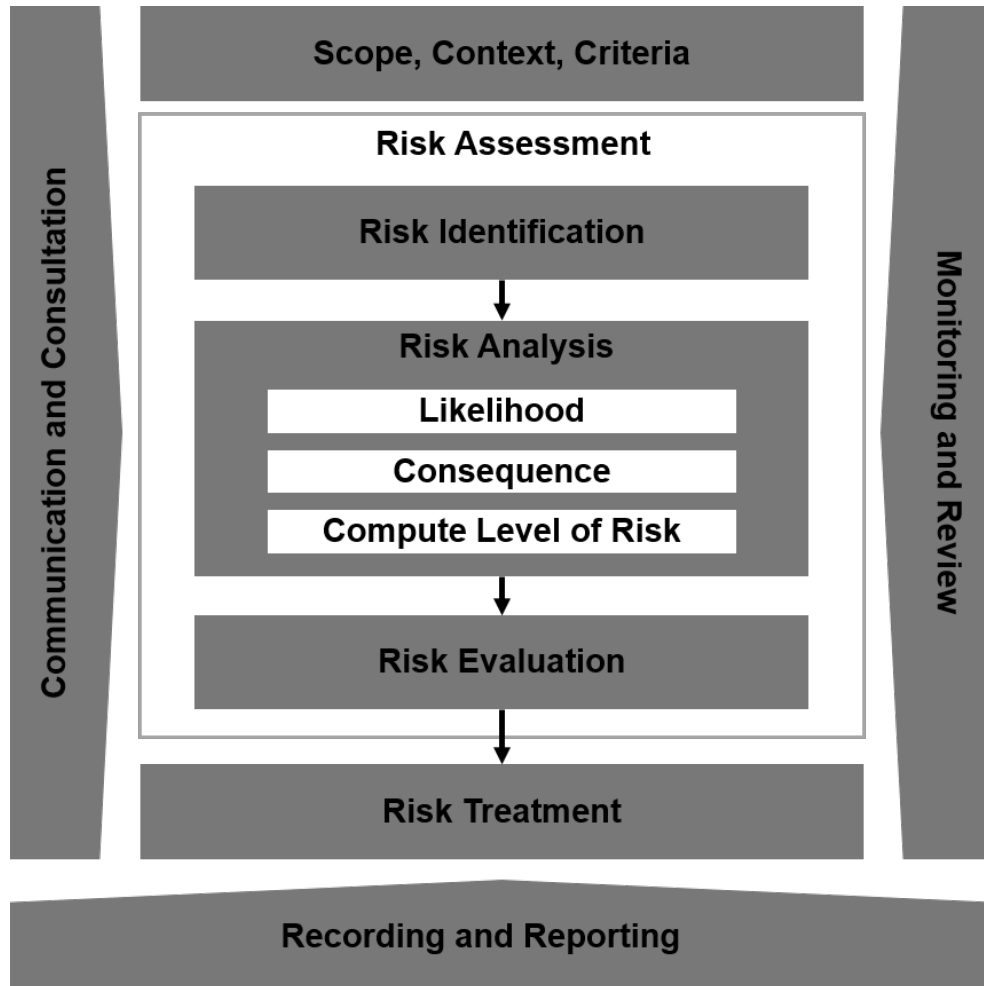 Scope, Context, Criteria
Risk Assessment
Risk Identification
Risk Analysis
Likelihood
Consequence
Compute Level of Risk
Risk Evaluation
Risk Treatment
Communication and Consultation
Monitoring and Review
Recording and Reporting